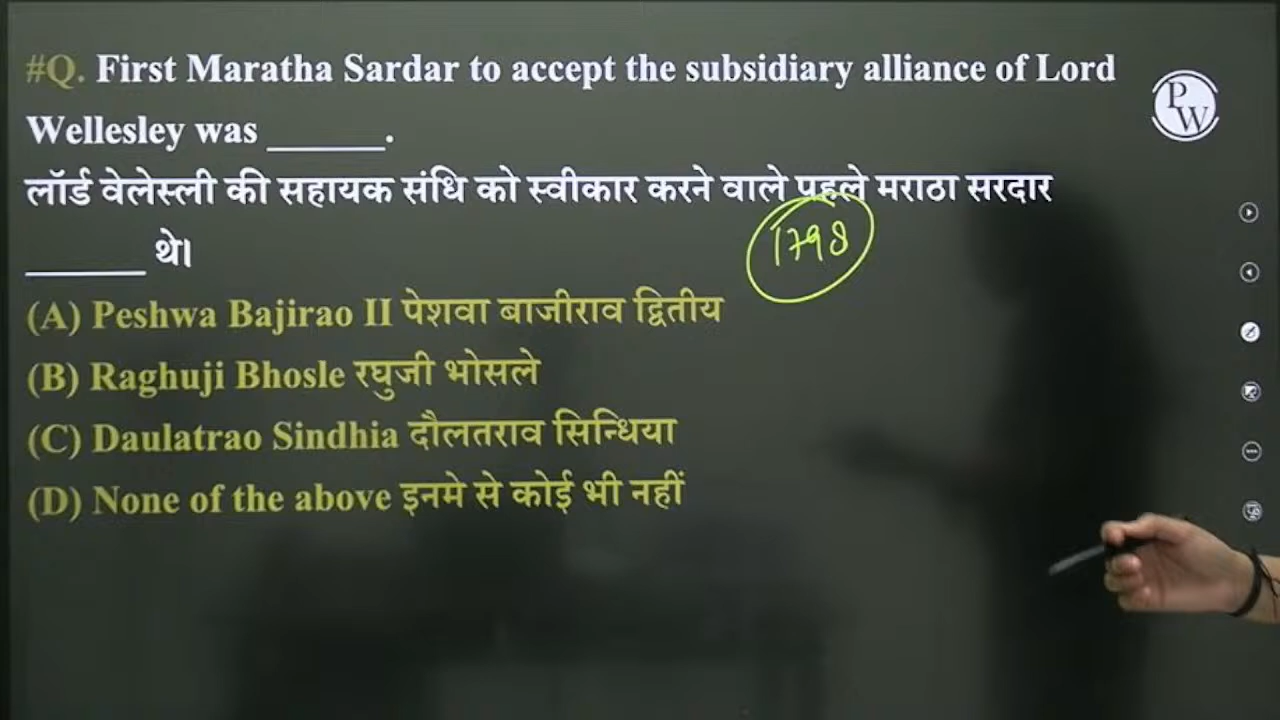 #Q. First Maratha Sardar to accept the subsidiary alliance of Lord
Wellesley was ______.
लॉर्ड वेलेस्ली की सहायक संधि को स्वीकार करने वाले पहले मराठा सरदार
______ थे।
1798
(A) Peshwa Bajirao II पेशवा बाजीराव द्वितीय
(B) Raghuji Bhosle रघुजी भोसले
(C) Daulatrao Sindhia दौलतराव सिन्धिया
(D) None of the above इनमे से कोई भी नहीं
PW